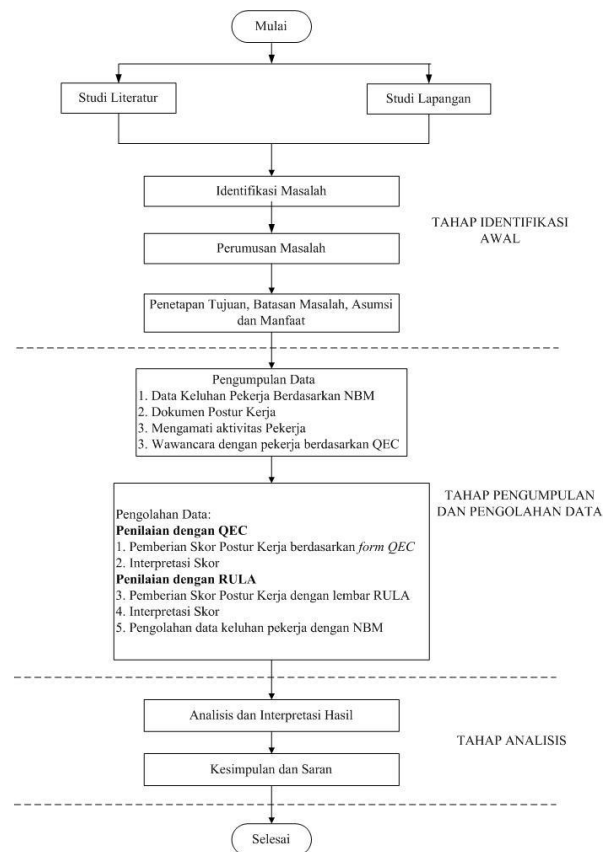 Mulai
Studi Literatur
Studi Lapangan
Identifikasi Masalah
TAHAP IDENTIFIKASI
AWAL
Perumusan Masalah
Penetapan Tujuan, Batasan Masalah, Asumsi
dan Manfaat
Pengumpulan Data
1. Data Keluhan Pekerja Berdasarkan NBM
2. Dokumen Postur Kerja
3. Mengamati aktivitas Pekerja
3. Wawancara dengan pekerja berdasarkan QEC
TAHAP PENGUMPULAN
DAN PENGOLAHAN DATA
Pengolahan Data:
Penilaian dengan QEC
1. Pemberian Skor Postur Kerja berdasarkan form QEC
2. Interpretasi Skor
Penilaian dengan RULA
3. Pemberian Skor Postur Kerja dengan lembar RULA
4. Interpretasi Skor
5. Pengolahan data keluhan pekerja dengan NBM
Analisis dan Interpretasi Hasil
TAHAP ANALISIS
Kesimpulan dan Saran
Selesai